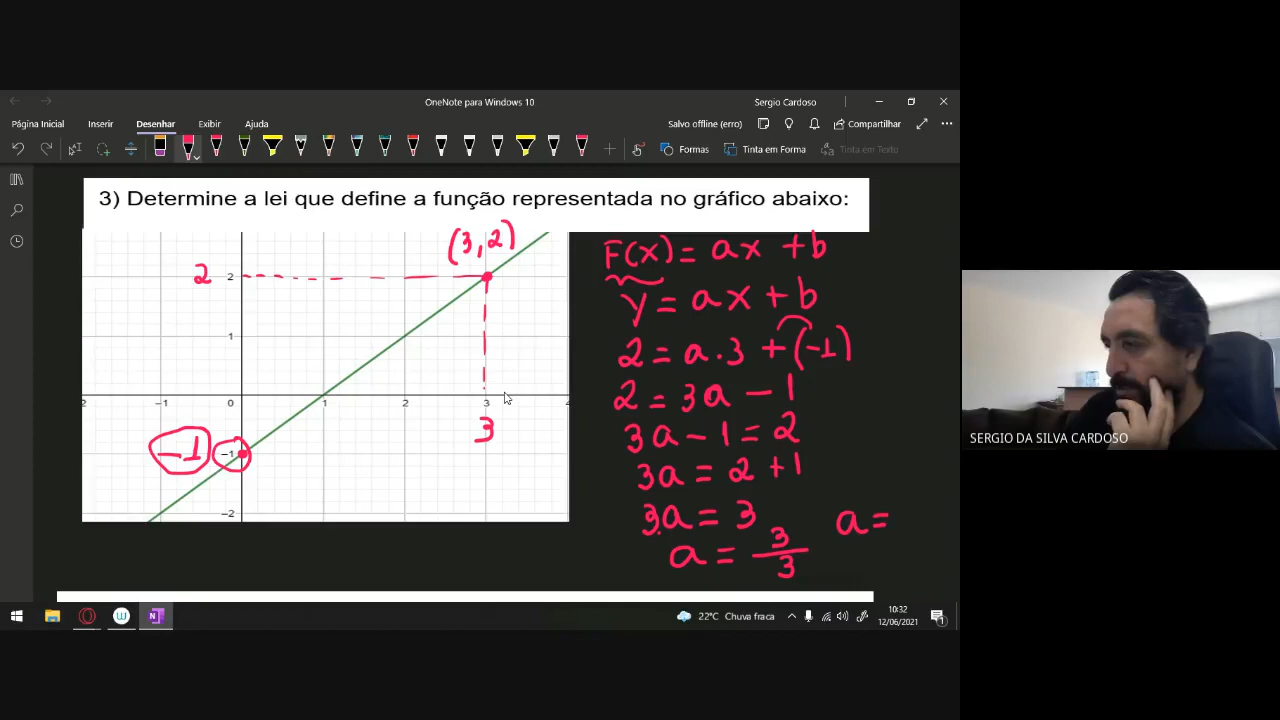 OneNote para Windows 10
Sergio Cardoso
Página Inicial Inserir Desenhar Exibir Ajuda
Salvo offline (erro) Compartilhar
Formas Tinta em Forma Tinta em Texto
3) Determine a lei que define a função representada no gráfico abaixo:
(3,2)
2
2
1
2 −1 0 1 2 3 4
3
−1
−1
−2
F(x) = ax + b
y = ax + b
2 = a·3 + (-1)
2 = 3a - 1
3a - 1 = 2
3a = 2 + 1
3a = 3
a = 3/3
a =
SERGIO DA SILVA CARDOSO
22°C Chuva fraca
10:32
12/06/2021
1